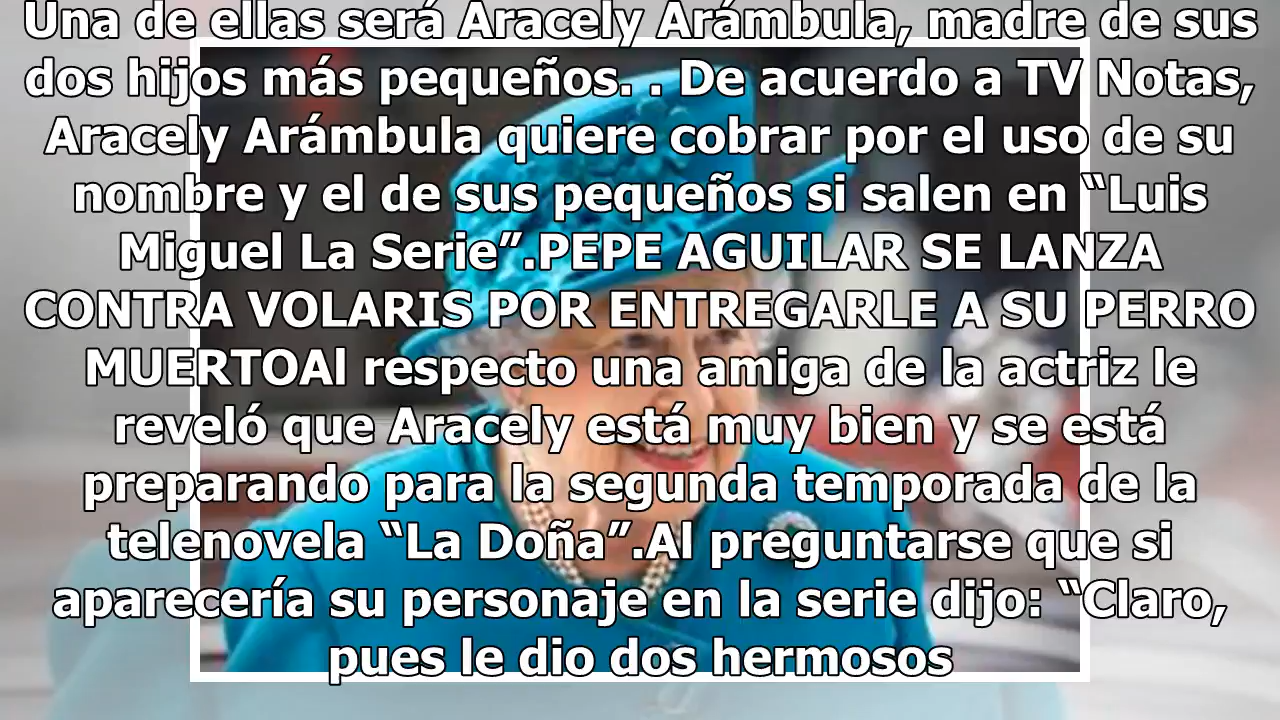 Una de ellas será Aracely Arámbula, madre de sus
dos hijos más pequeños. . De acuerdo a TV Notas,
Aracely Arámbula quiere cobrar por el uso de su
nombre y el de sus pequeños si salen en “Luis
Miguel La Serie”.PEPE AGUILAR SE LANZA
CONTRA VOLARIS POR ENTREGARLE A SU PERRO
MUERTOAl respecto una amiga de la actriz le
reveló que Aracely está muy bien y se está
preparando para la segunda temporada de la
telenovela “La Doña”.Al preguntarse que si
aparecería su personaje en la serie dijo: “Claro,
pues le dio dos hermosos